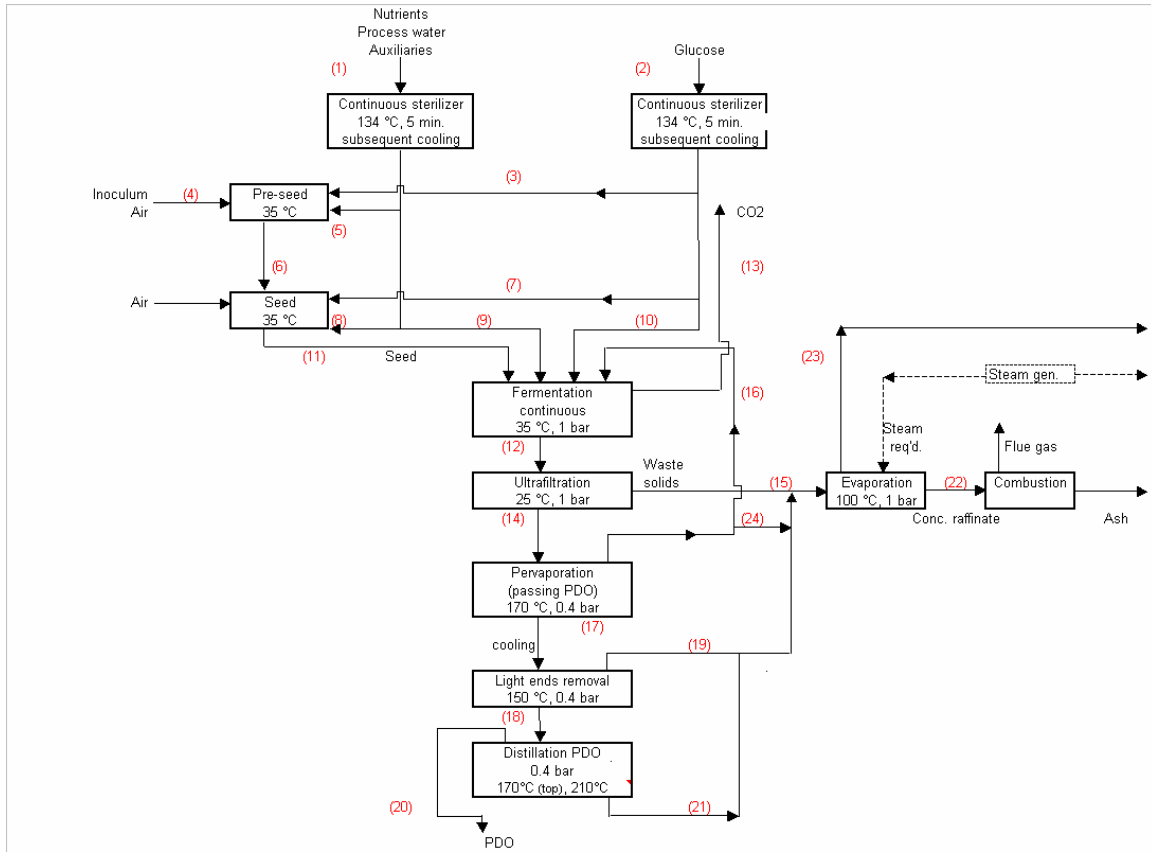 Nutrients
Process water
Auxiliaries
Glucose
(1)
(2)
Continuous sterilizer
134 °C, 5 min.
subsequent cooling
Continuous sterilizer
134 °C, 5 min.
subsequent cooling
(3)
Inoculum
Air
(4)
Pre-seed
35 °C
(5)
CO2
(6)
(13)
(7)
Air
Seed
35 °C
(8)
(9)
(10)
(11)
Seed
(23)
Steam gen.
Fermentation
continuous
35 °C, 1 bar
(16)
(12)
Steam
req'd.
Flue gas
Waste
solids
Ultrafiltration
25 °C, 1 bar
(15)
Evaporation
100 °C, 1 bar
(22)
Combustion
(14)
(24)
Conc. raffinate
Ash
Pervaporation
(passing PDO)
170 °C, 0.4 bar
(17)
cooling
(19)
Light ends removal
150 °C, 0.4 bar
(18)
Distillation PDO
0.4 bar
170°C (top), 210°C
(20)
(21)
PDO